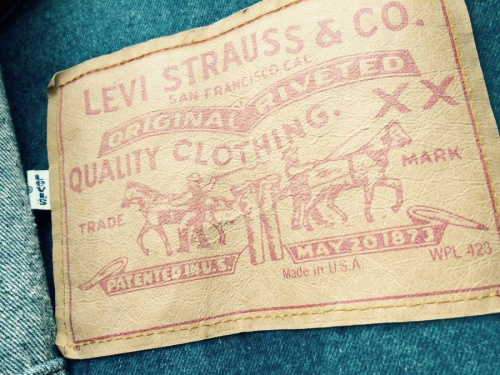 LEVI STRAUSS & CO.
SAN FRANCISCO CAL
ORIGINAL RIVETED
QUALITY CLOTHING.
XX
TRADE MARK
PATENTED IN U.S. MAY 20 1873
Made in U.S.A
WPL 423
LEVI'S